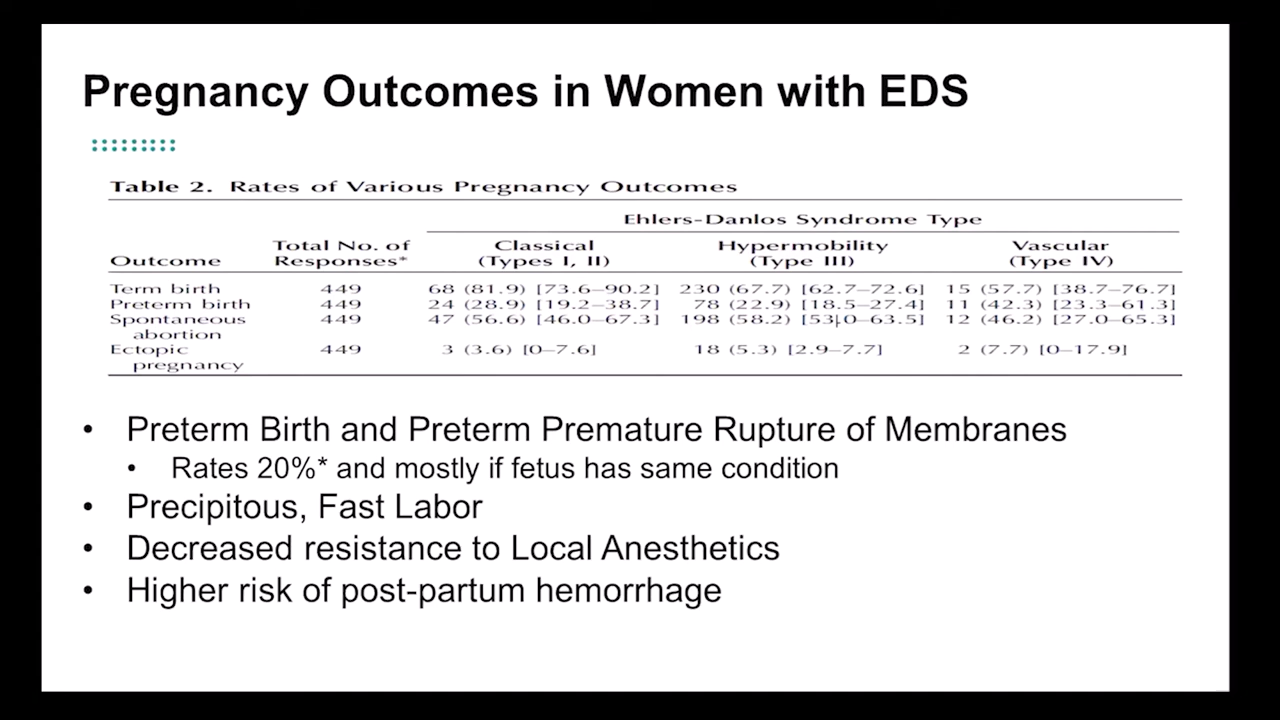 Pregnancy Outcomes in Women with EDS
Table 2. Rates of Various Pregnancy Outcomes
Ehlers-Danlos Syndrome Type
Total No. of Classical Hypermobility Vascular
Outcome Responses* (Types I, II) (Type III) (Type IV)
Term birth 449 68 (81.9) [73.6–90.2] 230 (67.7) [62.7–72.6] 15 (57.7) [38.7–76.7]
Preterm birth 449 24 (28.9) [19.2–38.7] 78 (22.9) [18.5–27.4] 11 (42.3) [23.3–61.3]
Spontaneous 449 47 (56.6) [46.0–67.3] 198 (58.2) [53.0–63.5] 12 (46.2) [27.0–65.3]
abortion
Ectopic 449 3 (3.6) [0–7.6] 18 (5.3) [2.9–7.7] 2 (7.7) [0–17.9]
pregnancy
• Preterm Birth and Preterm Premature Rupture of Membranes
• Rates 20%* and mostly if fetus has same condition
• Precipitous, Fast Labor
• Decreased resistance to Local Anesthetics
• Higher risk of post-partum hemorrhage